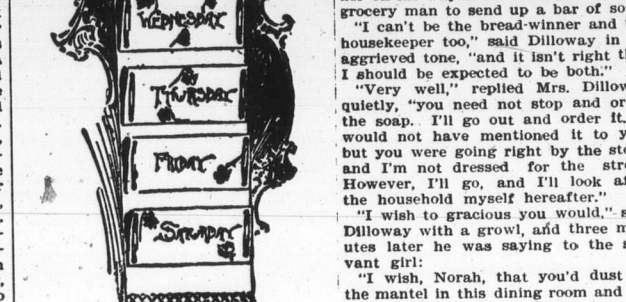 WEDNESDAY
THURSDAY
FRIDAY
SATURDAY
grocery man to send up a bar of so
"I can't be the bread-winner and
housekeeper too," said Dilloway in
aggrieved tone, "and it isn't right t
I should be expected to be both."
"Very well," replied Mrs. Dillow
quietly, "you need not stop and or
the soap. I'll go out and order it.
would not have mentioned it to y
but you were going right by the sto
and I'm not dressed for the stre
However, I'll go, and I'll look af
the household myself hereafter."
"I wish to gracious you would," s
Dilloway with a growl, and three m
utes later he was saying to the s
vant girl:
"I wish, Norah, that you'd dust
the mantel in this dining room and